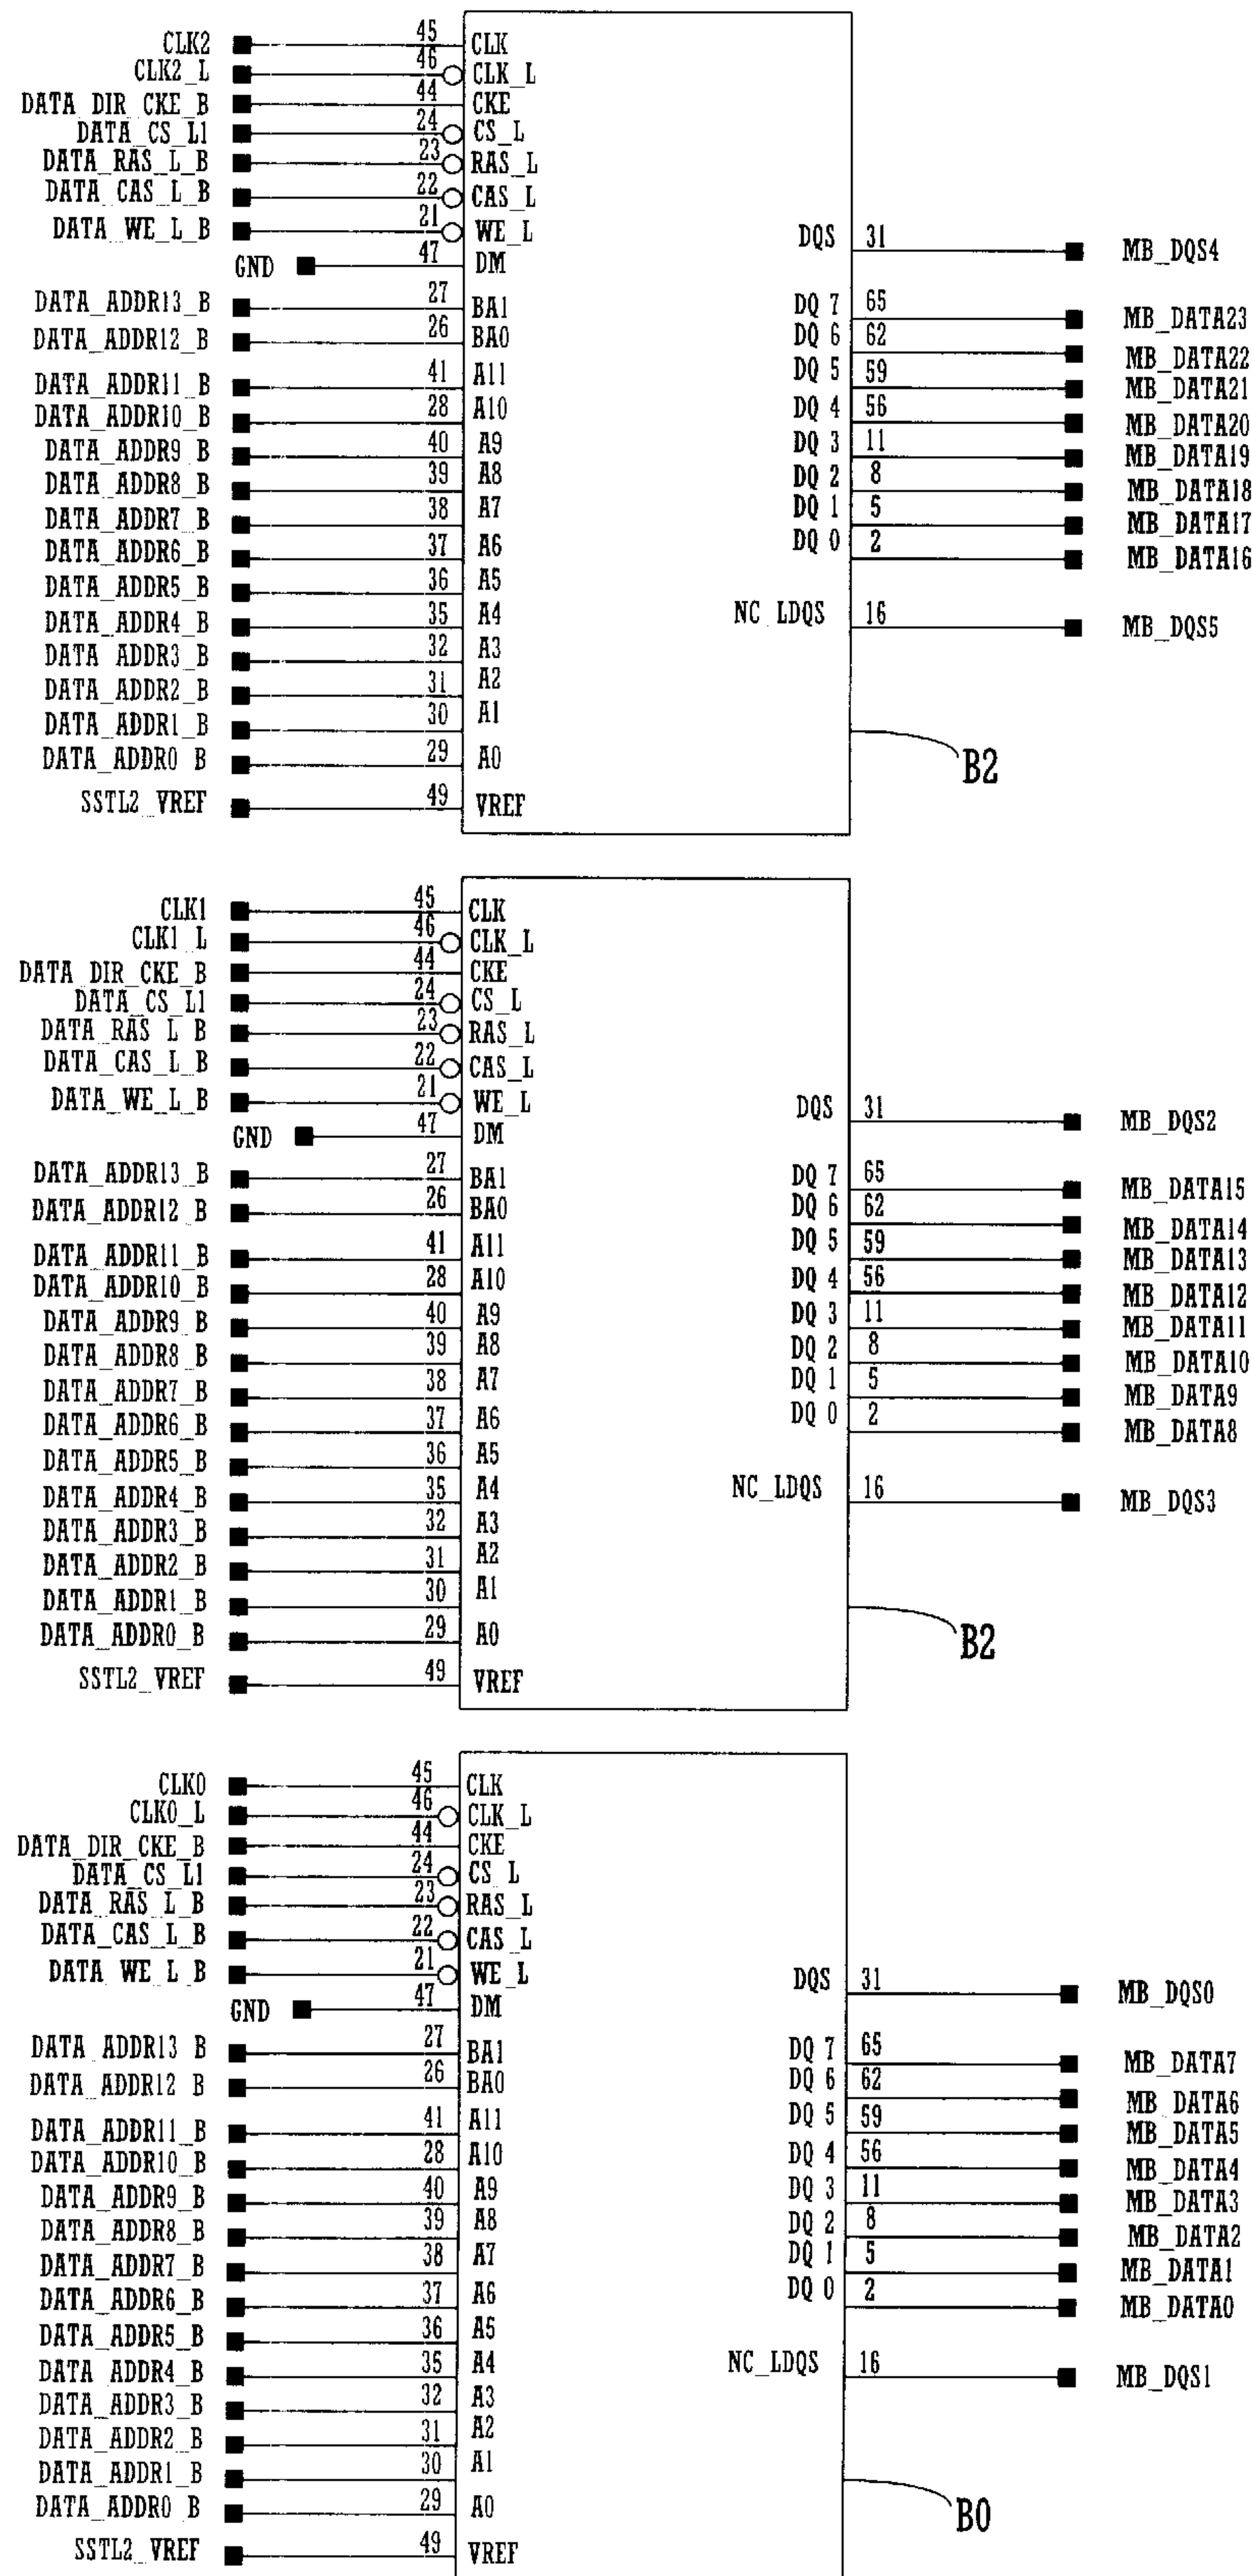 CLK2 45 CLK
CLK2_L 46 CLK_L
DATA_DIR_CKE_B 44 CKE
DATA_CS_L1 24 CS_L
DATA_RAS_L_B 23 RAS_L
DATA_CAS_L_B 22 CAS_L
DATA_WE_L_B 21 WE_L
DQS 31 MB_DQS4
GND 47 DM
DATA_ADDR13_B 27 BA1 DQ 7 65 MB_DATA23
DATA_ADDR12_B 26 BA0 DQ 6 62 MB_DATA22
DATA_ADDR11_B 41 A11 DQ 5 59 MB_DATA21
DATA_ADDR10_B 28 A10 DQ 4 56 MB_DATA20
DATA_ADDR9_B 40 A9 DQ 3 11 MB_DATA19
DATA_ADDR8_B 39 A8 DQ 2 8 MB_DATA18
DATA_ADDR7_B 38 A7 DQ 1 5 MB_DATA17
DATA_ADDR6_B 37 A6 DQ 0 2 MB_DATA16
DATA_ADDR5_B 36 A5
DATA_ADDR4_B 35 A4 NC_LDQS 16 MB_DQS5
DATA_ADDR3_B 32 A3
DATA_ADDR2_B 31 A2
DATA_ADDR1_B 30 A1
DATA_ADDR0_B 29 A0 B2
SSTL2_VREF 49 VREF
CLK1 45 CLK
CLK1_L 46 CLK_L
DATA_DIR_CKE_B 44 CKE
DATA_CS_L1 24 CS_L
DATA_RAS_L_B 23 RAS_L
DATA_CAS_L_B 22 CAS_L
DATA_WE_L_B 21 WE_L
DQS 31 MB_DQS2
GND 47 DM
DATA_ADDR13_B 27 BA1 DQ 7 65 MB_DATA15
DATA_ADDR12_B 26 BA0 DQ 6 62 MB_DATA14
DATA_ADDR11_B 41 A11 DQ 5 59 MB_DATA13
DATA_ADDR10_B 28 A10 DQ 4 56 MB_DATA12
DATA_ADDR9_B 40 A9 DQ 3 11 MB_DATA11
DATA_ADDR8_B 39 A8 DQ 2 8 MB_DATA10
DATA_ADDR7_B 38 A7 DQ 1 5 MB_DATA9
DATA_ADDR6_B 37 A6 DQ 0 2 MB_DATA8
DATA_ADDR5_B 36 A5
DATA_ADDR4_B 35 A4 NC_LDQS 16 MB_DQS3
DATA_ADDR3_B 32 A3
DATA_ADDR2_B 31 A2
DATA_ADDR1_B 30 A1
DATA_ADDR0_B 29 A0 B2
SSTL2_VREF 49 VREF
CLK0 45 CLK
CLK0_L 46 CLK_L
DATA_DIR_CKE_B 44 CKE
DATA_CS_L1 24 CS_L
DATA_RAS_L_B 23 RAS_L
DATA_CAS_L_B 22 CAS_L
DATA_WE_L_B 21 WE_L
DQS 31 MB_DQS0
GND 47 DM
DATA_ADDR13_B 27 BA1 DQ 7 65 MB_DATA7
DATA_ADDR12_B 26 BA0 DQ 6 62 MB_DATA6
DATA_ADDR11_B 41 A11 DQ 5 59 MB_DATA5
DATA_ADDR10_B 28 A10 DQ 4 56 MB_DATA4
DATA_ADDR9_B 40 A9 DQ 3 11 MB_DATA3
DATA_ADDR8_B 39 A8 DQ 2 8 MB_DATA2
DATA_ADDR7_B 38 A7 DQ 1 5 MB_DATA1
DATA_ADDR6_B 37 A6 DQ 0 2 MB_DATA0
DATA_ADDR5_B 36 A5
DATA_ADDR4_B 35 A4 NC_LDQS 16 MB_DQS1
DATA_ADDR3_B 32 A3
DATA_ADDR2_B 31 A2
DATA_ADDR1_B 30 A1
DATA_ADDR0_B 29 A0 B0
SSTL2_VREF 49 VREF